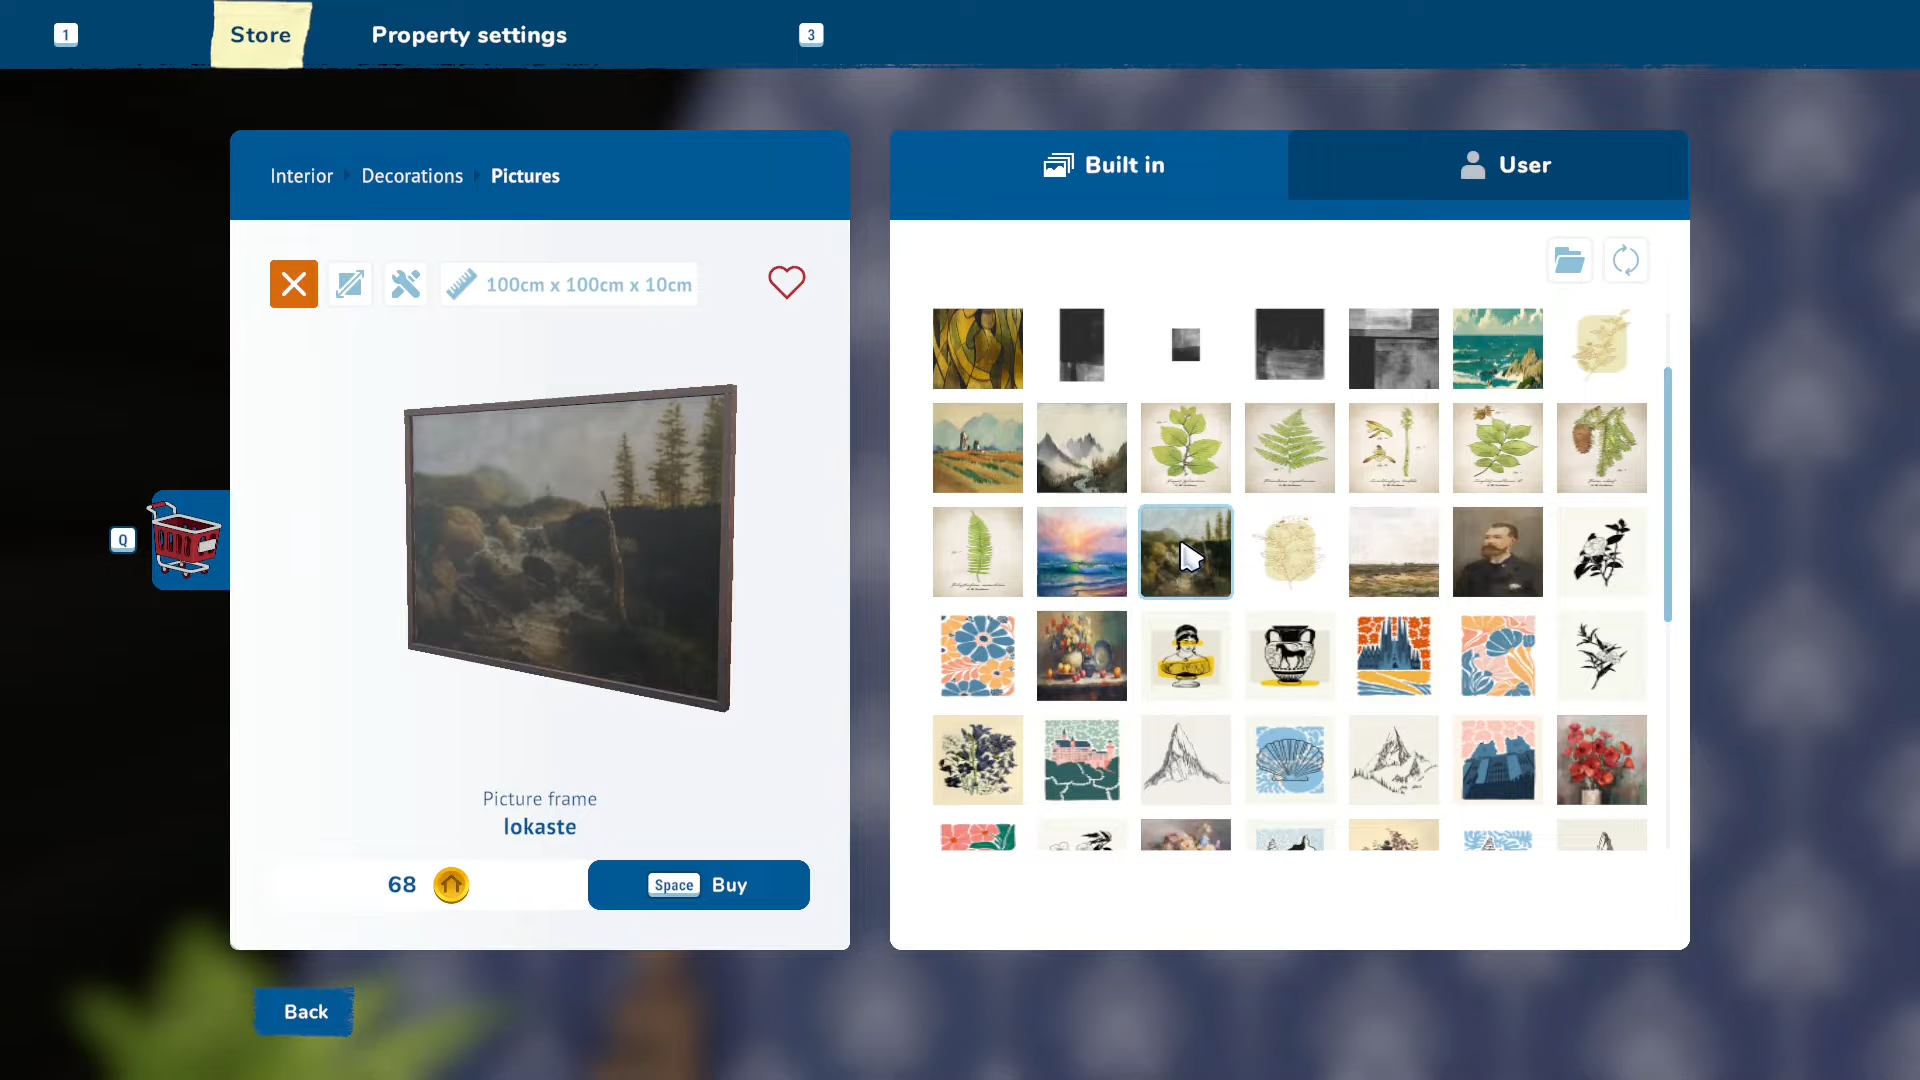 1
Store
Property settings
3
Interior
Decorations
Pictures
Built in
User
100cm x 100cm x 10cm
Q
Picture frame
lokaste
68
Space
Buy
Back